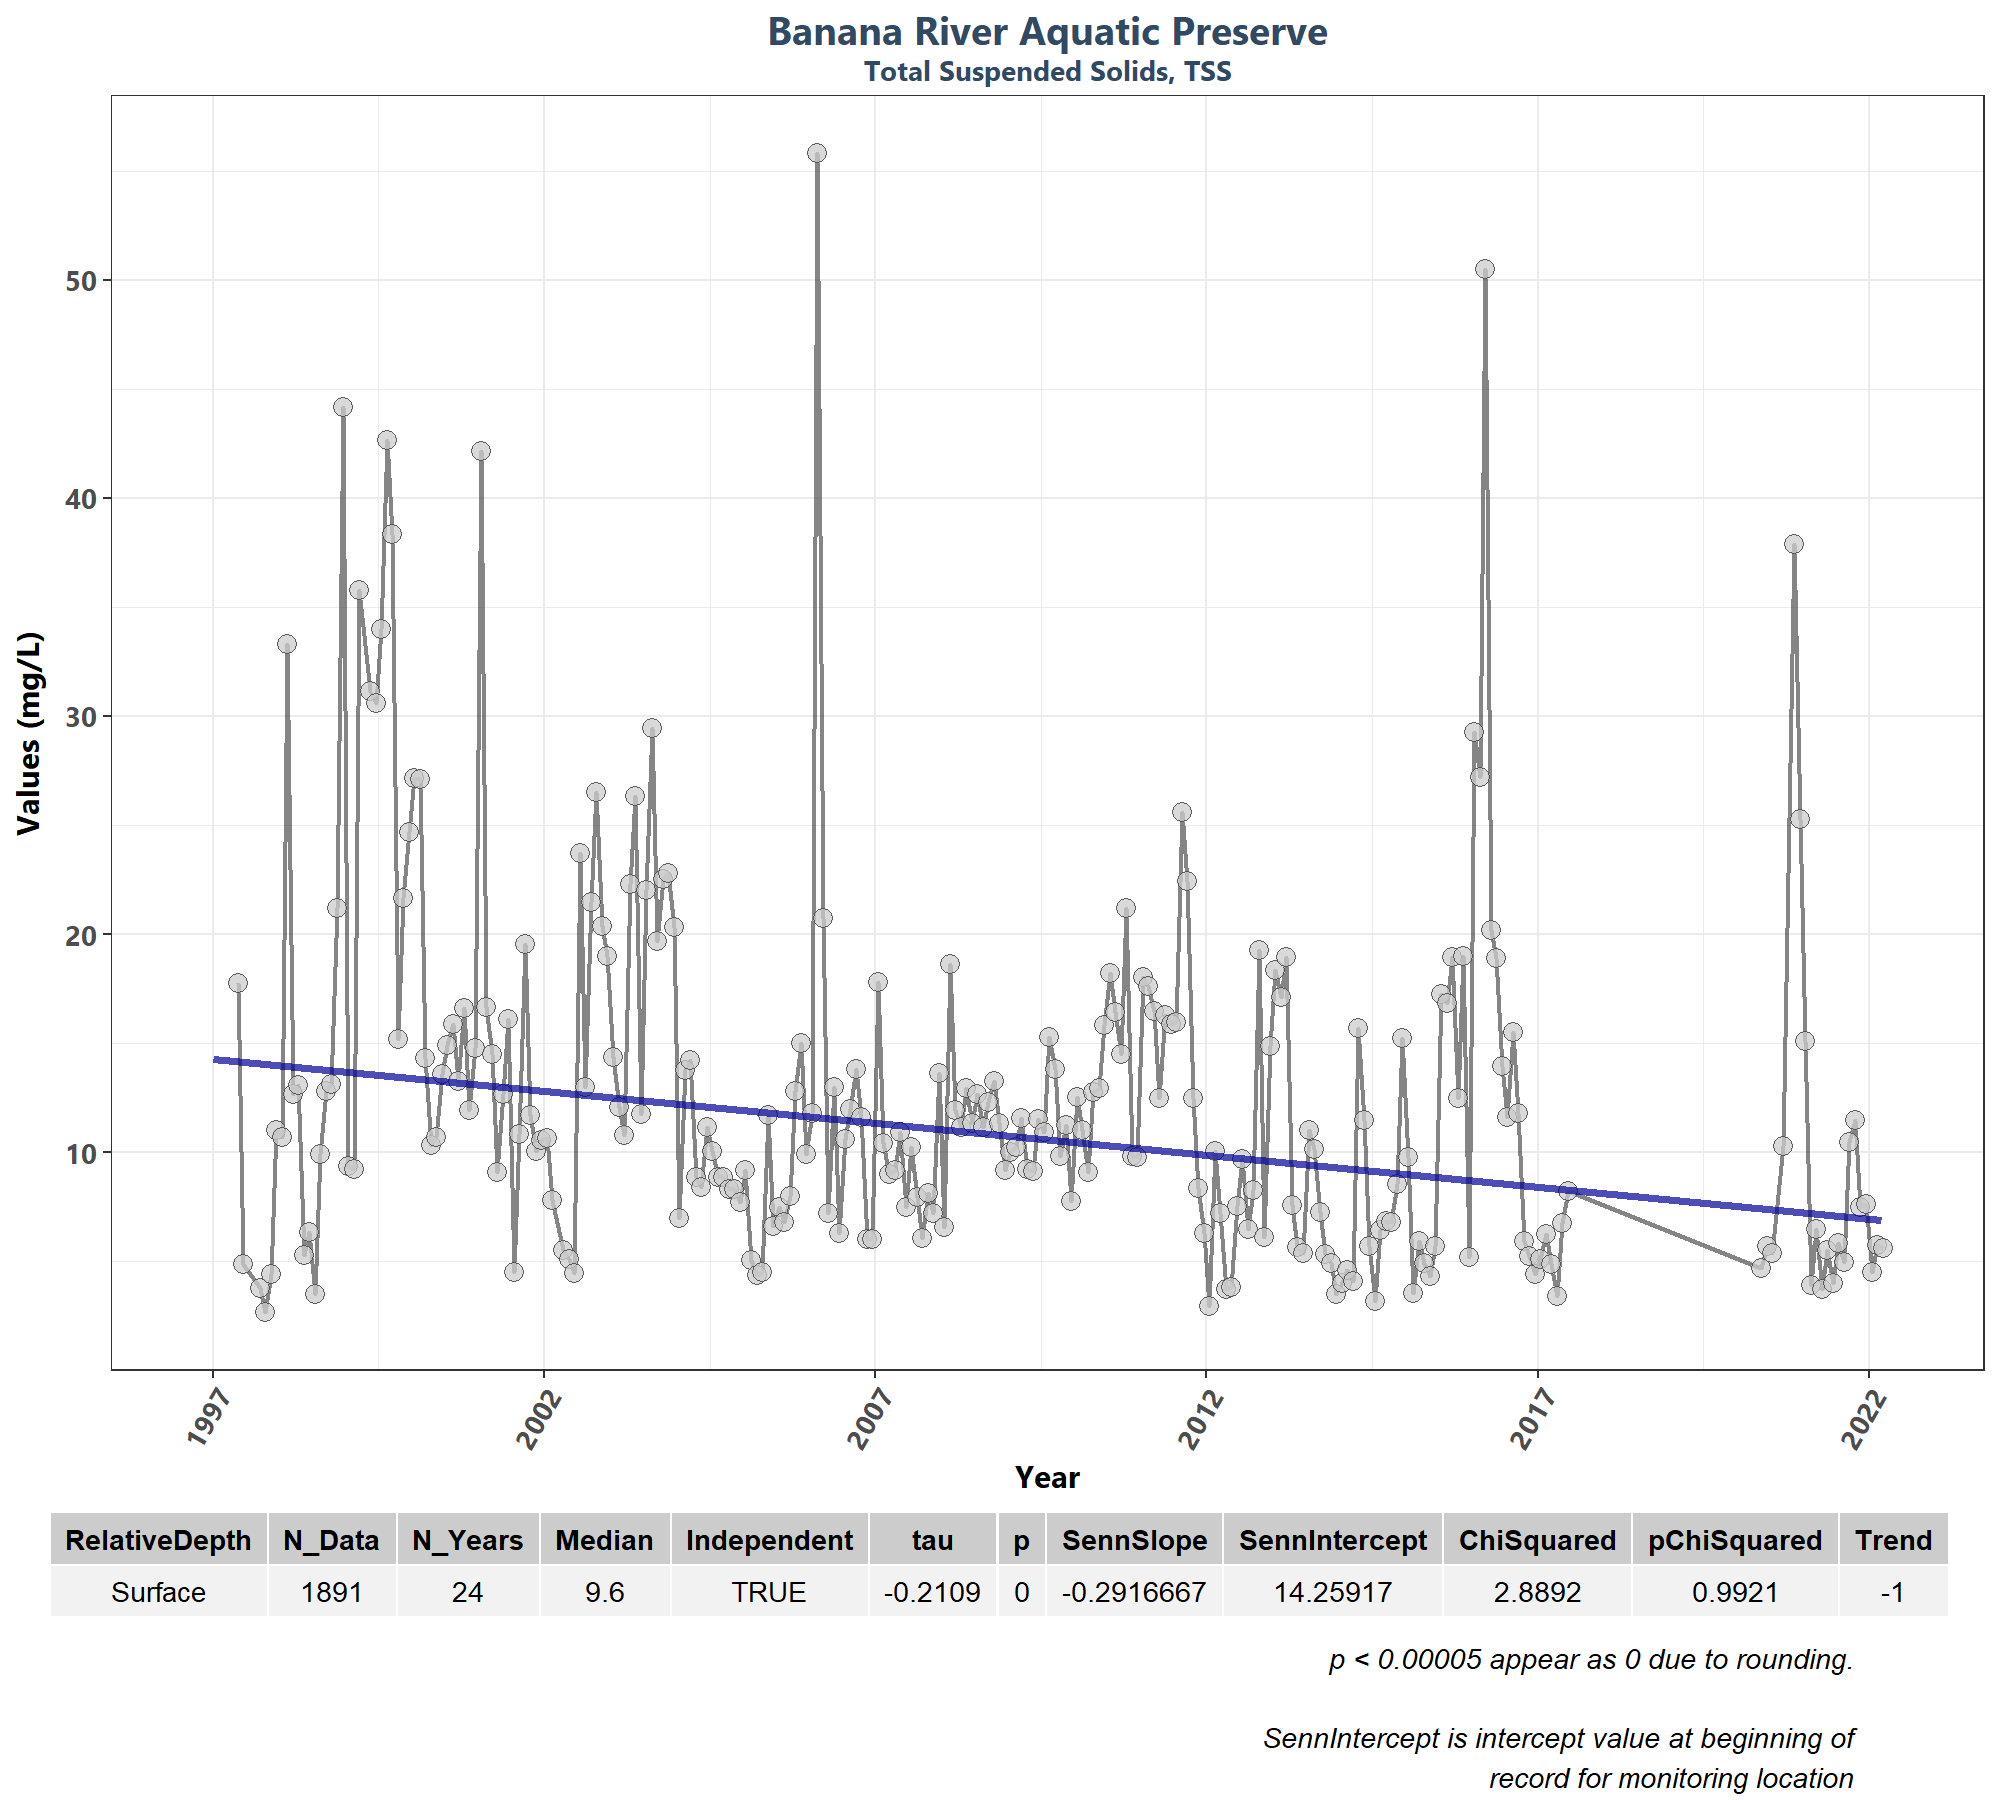 Banana River Aquatic Preserve
Total Suspended Solids, TSS
Values (mg/L)
50
40
30
20
10
1997
2002
2007
2012
2017
2022
Year
RelativeDepth N_Data N_Years Median Independent tau p SennSlope SennIntercept ChiSquared pChiSquared Trend
Surface 1891 24 9.6 TRUE -0.2109 0 -0.2916667 14.25917 2.8892 0.9921 -1
p < 0.00005 appear as 0 due to rounding.
SennIntercept is intercept value at beginning of
record for monitoring location